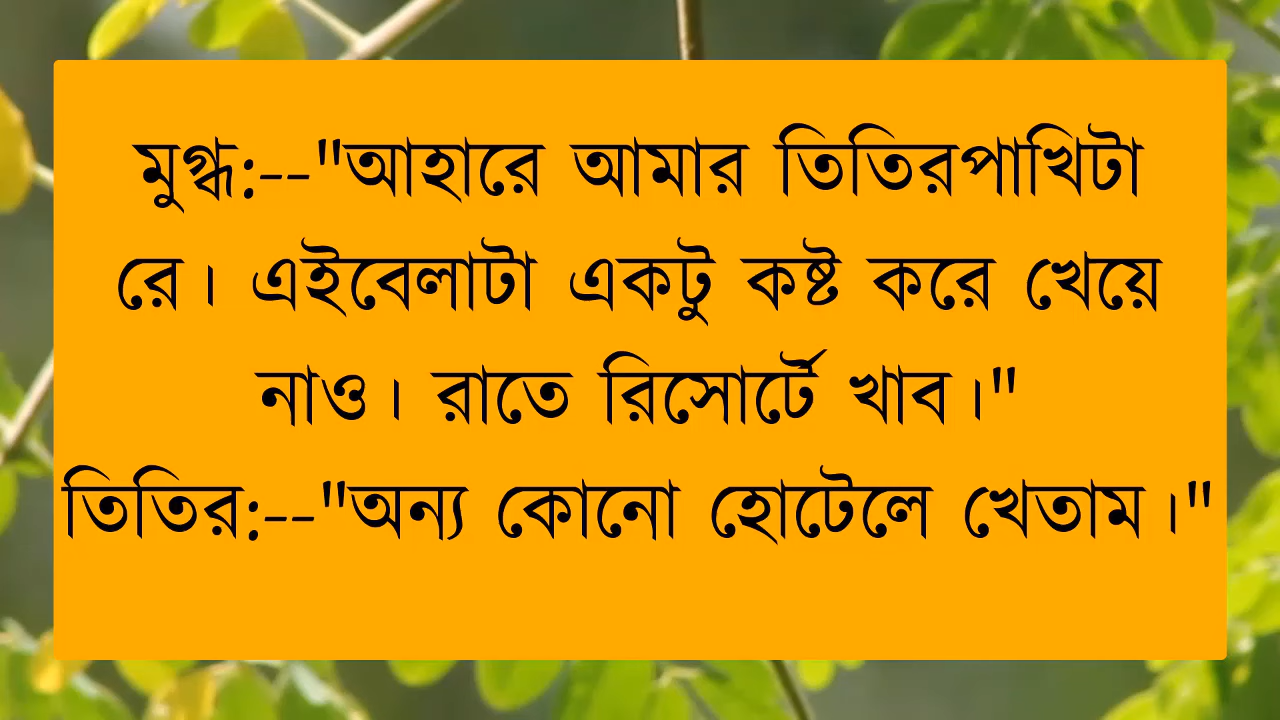 মুগ্ধ:--"আহারে আমার তিতিরপাখিটা
রে। এইবেলাটা একটু কষ্ট করে খেয়ে
নাও। রাতে রিসোর্টে খাব।"
তিতির:--"অন্য কোনো হোটেলে খেতাম।"